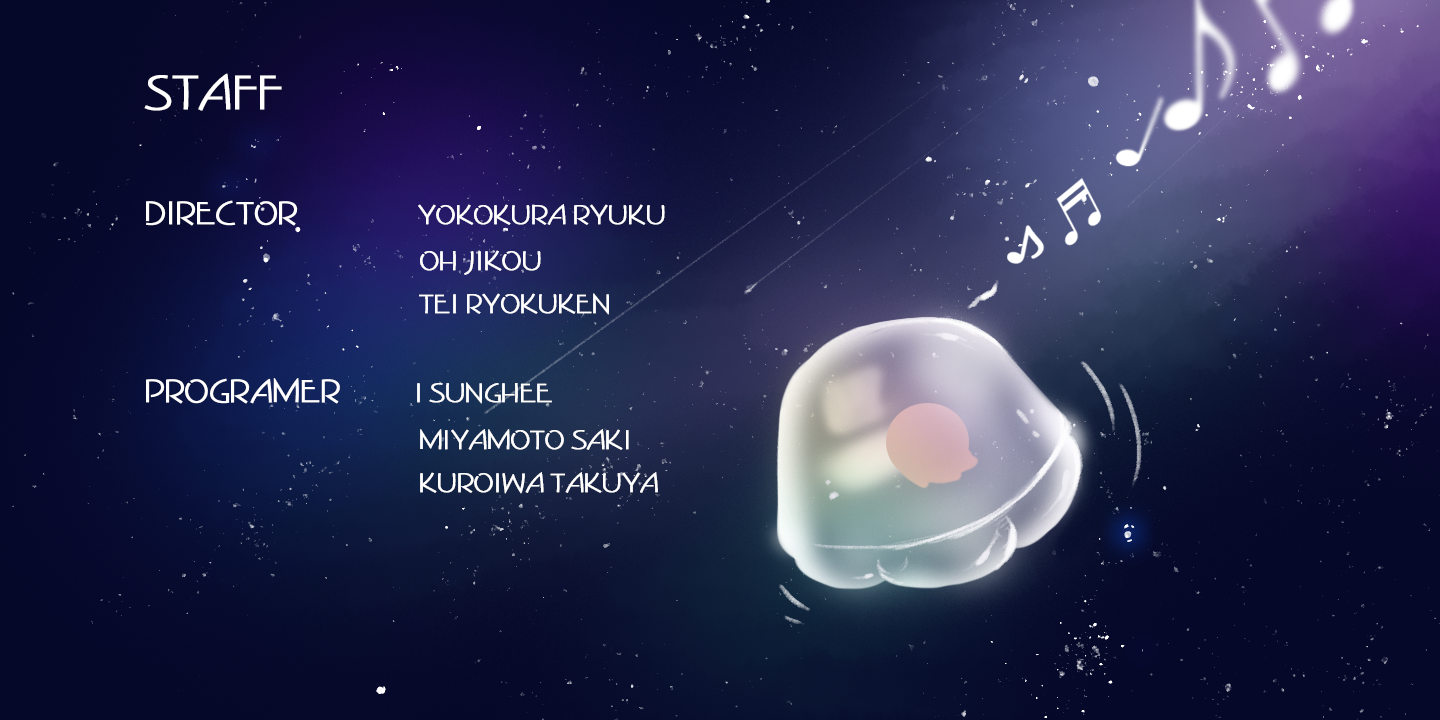 STAFF
DIRECTOR YOKOKURA RYUKU
OH JIKOU
TEI RYOKUKEN
PROGRAMER I SUNGHEE
MIYAMOTO SAKI
KUROIWA TAKUYA